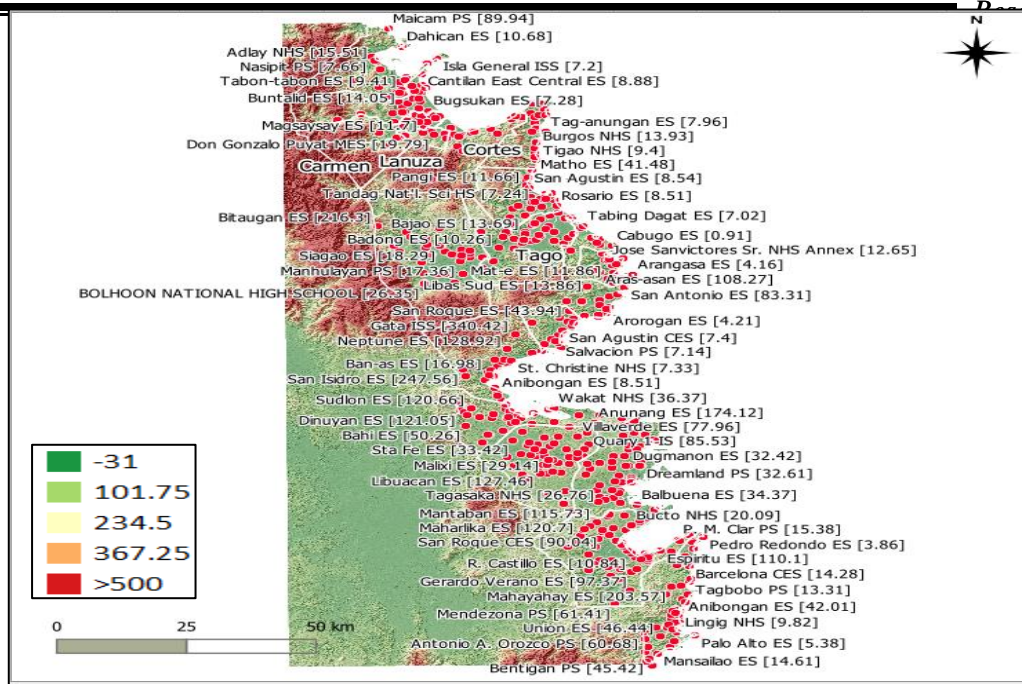 N
Maicam PS [89.94]
Dahican ES [10.68]
Adlay NHS [15.51]
Isla General ISS [7.2]
Nasipit PS [7.66]
Tabon-tabon ES [9.41]
Cantilan East Central ES [8.88]
Buntalid ES [14.05]
Bugsukan ES [7.28]
Magsaysay ES [11.7]
Tag-anungan ES [7.96]
Burgos NHS [13.93]
Don Gonzalo Puyat MES [19.79]
Cortes
Tigao NHS [9.4]
Carmen
Lanuza
Matho ES [41.48]
Pangi ES [11.66]
San Agustin ES [8.54]
Tandag Nat'l. Sci HS [7.24]
Rosario ES [8.51]
Bitaugan ES [216.3]
Bajao ES [13.69]
Tabing Dagat ES [7.02]
Badong ES [10.26]
Cabugo ES [0.91]
Siagao ES [18.29]
Tago
Jose Sanvictores Sr. NHS Annex [12.65]
Manhulayan PS [17.36]
Mat-e ES [11.86]
Arangasa ES [4.16]
Libas Sud ES [13.86]
Aras-asan ES [108.27]
BOLHOON NATIONAL HIGH SCHOOL [26.35]
San Antonio ES [83.31]
San Roque ES [43.94]
Gata ISS [340.42]
Arorogan ES [4.21]
Neptune ES [128.92]
San Agustin CES [7.4]
Salvacion PS [7.14]
Ban-as ES [16.98]
St. Christine NHS [7.33]
San Isidro ES [247.56]
Anibongan ES [8.51]
Sudlon ES [120.66]
Wakat NHS [36.37]
Dinuyan ES [121.05]
Anunang ES [174.12]
Villaverde ES [77.96]
Bahi ES [50.26]
Quary 1 IS [85.53]
Sta Fe ES [33.42]
Dugmanon ES [32.42]
Malixi ES [29.14]
Dreamland PS [32.61]
Libuacan ES [127.46]
Tagasaka NHS [26.76]
Balbuena ES [34.37]
Mantaban ES [115.73]
Bucto NHS [20.09]
Maharlika ES [120.7]
P. M. Clar PS [15.38]
San Roque CES [90.04]
Pedro Redondo ES [3.86]
R. Castillo ES [10.84]
Espiritu ES [110.1]
Gerardo Verano ES [97.37]
Barcelona CES [14.28]
Mahayahay ES [203.57]
Tagbobo PS [13.31]
Mendezona PS [61.41]
Anibongan ES [42.01]
Union ES [46.44]
Lingig NHS [9.82]
Antonio A. Orozco PS [60.68]
Palo Alto ES [5.38]
Bentigan PS [45.42]
Mansailao ES [14.61]
-31
101.75
234.5
367.25
>500
0 25 50 km